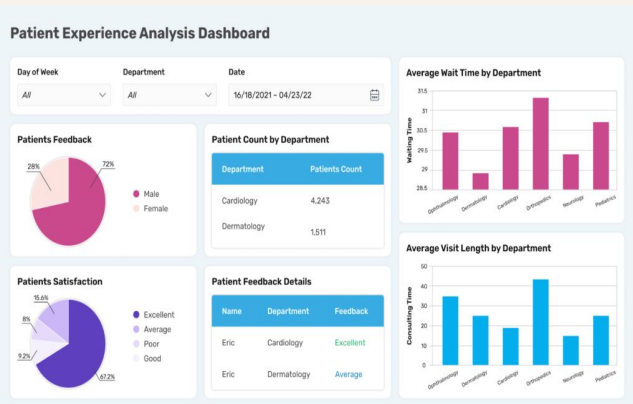 Patient Experience Analysis Dashboard
Day of Week
Department
Date
All
All
16/18/2021 - 04/23/22
Patients Feedback
28%
72%
Male
Female
Patient Count by Department
Department Patients Count
Cardiology 4,243
Dermatology 1,511
Patients Satisfaction
15.6%
8%
9.2%
67.2%
Excellent
Average
Poor
Good
Patient Feedback Details
Name Department Feedback
Eric Cardiology Excellent
Eric Dermatology Average
Average Wait Time by Department
Waiting Time
31.5
31
30.5
29.5
29
28.5
Ophthalmology Dermatology Cardiology Orthopedics Neurology Pediatrics
Average Visit Length by Department
Consulting Time
50
40
30
20
10
0
Ophthalmology Dermatology Cardiology Orthopedics Neurology Pediatrics